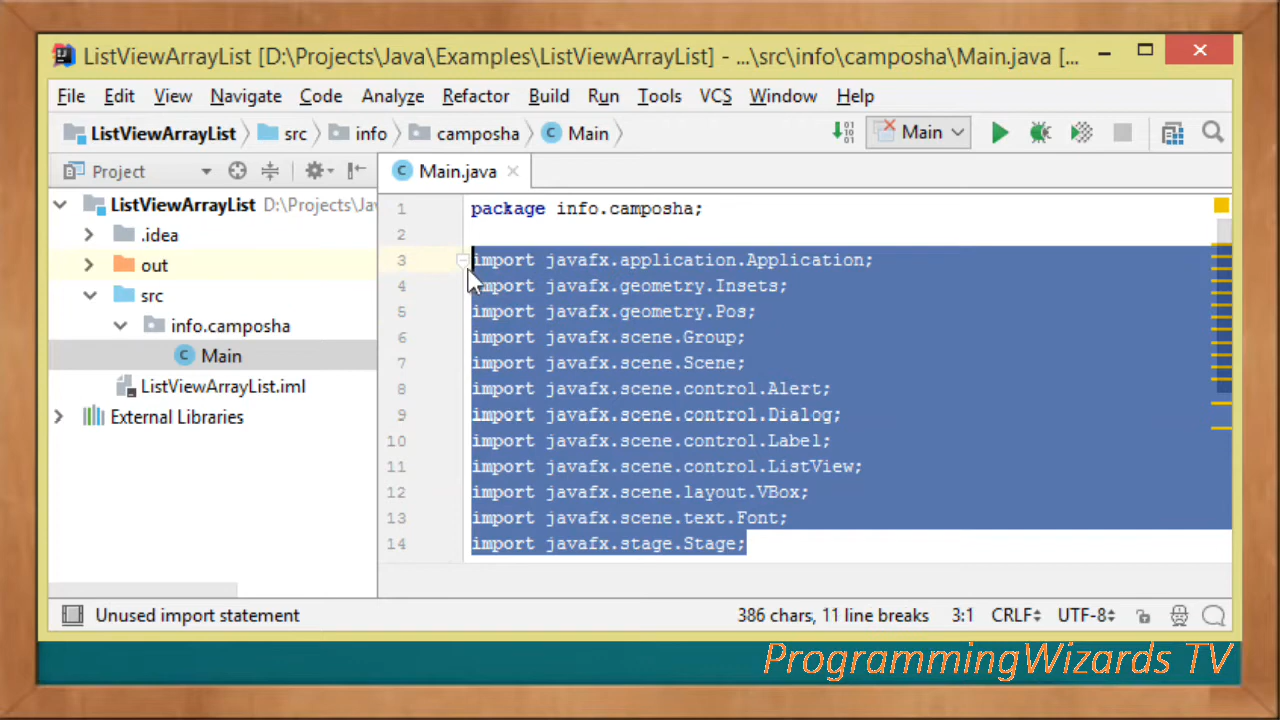 ListViewArrayList [D:\Projects\Java\Examples\ListViewArrayList] - ...\src\info\camposha\Main.java [...
File Edit View Navigate Code Analyze Refactor Build Run Tools VCS Window Help
ListViewArrayList src info camposha C Main Main
Project
C Main.java
ListViewArrayList D:\Projects\Ja
.idea
out
src
info.camposha
C Main
ListViewArrayList.iml
External Libraries
1 package info.camposha;
2
3 import javafx.application.Application;
4 import javafx.geometry.Insets;
5 import javafx.geometry.Pos;
6 import javafx.scene.Group;
7 import javafx.scene.Scene;
8 import javafx.scene.control.Alert;
9 import javafx.scene.control.Dialog;
10 import javafx.scene.control.Label;
11 import javafx.scene.control.ListView;
12 import javafx.scene.layout.VBox;
13 import javafx.scene.text.Font;
14 import javafx.stage.Stage;
Unused import statement 386 chars, 11 line breaks 3:1 CRLF UTF-8
ProgrammingWizards TV